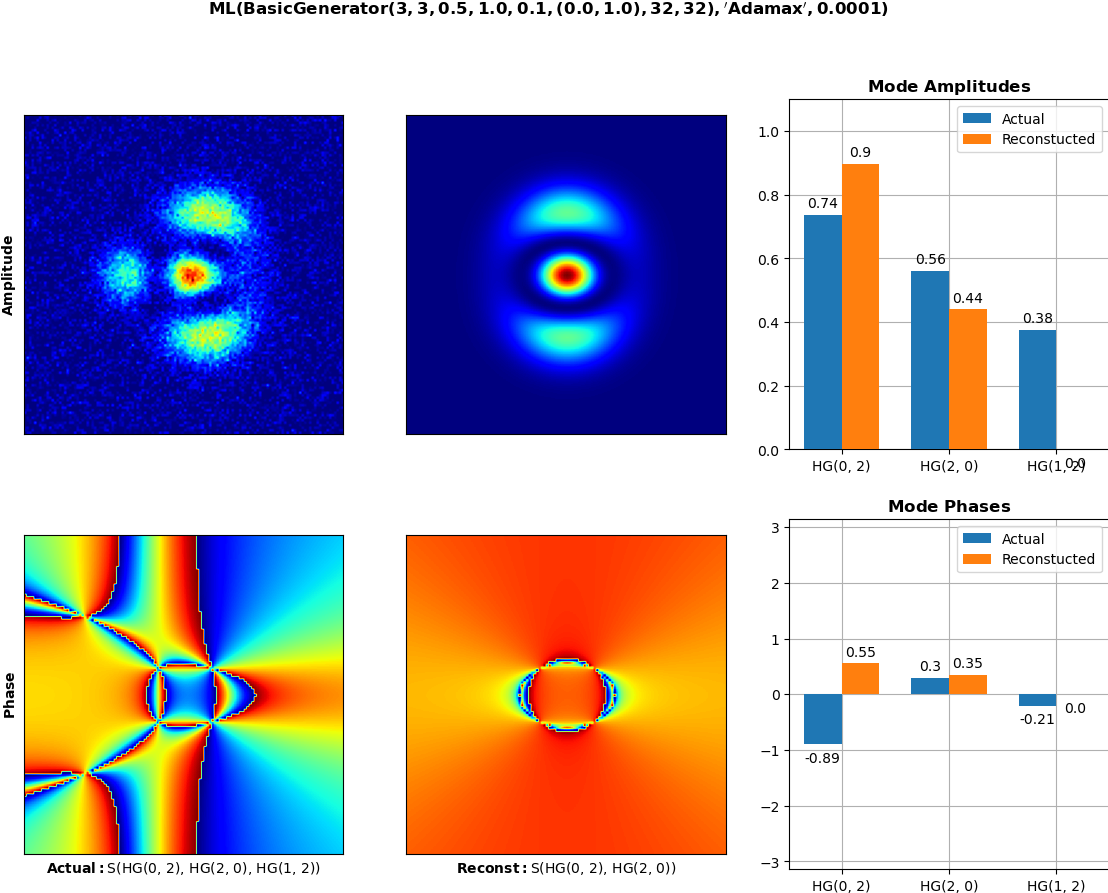 ML(BasicGenerator(3, 3, 0.5, 1.0, 0.1, (0.0, 1.0), 32, 32), ′Adamax′, 0.0001)
Mode Amplitudes
Actual
Reconstucted
1.0
0.8
0.6
0.4
0.2
0.0
0.74
0.9
0.56
0.44
0.38
0.0
HG(0, 2)
HG(2, 0)
HG(1, 2)
Amplitude
Mode Phases
Actual
Reconstucted
3
2
1
0
−1
−2
−3
-0.89
0.55
0.3
0.35
-0.21
0.0
HG(0, 2)
HG(2, 0)
HG(1, 2)
Phase
Actual: S(HG(0, 2), HG(2, 0), HG(1, 2))
Reconst: S(HG(0, 2), HG(2, 0))